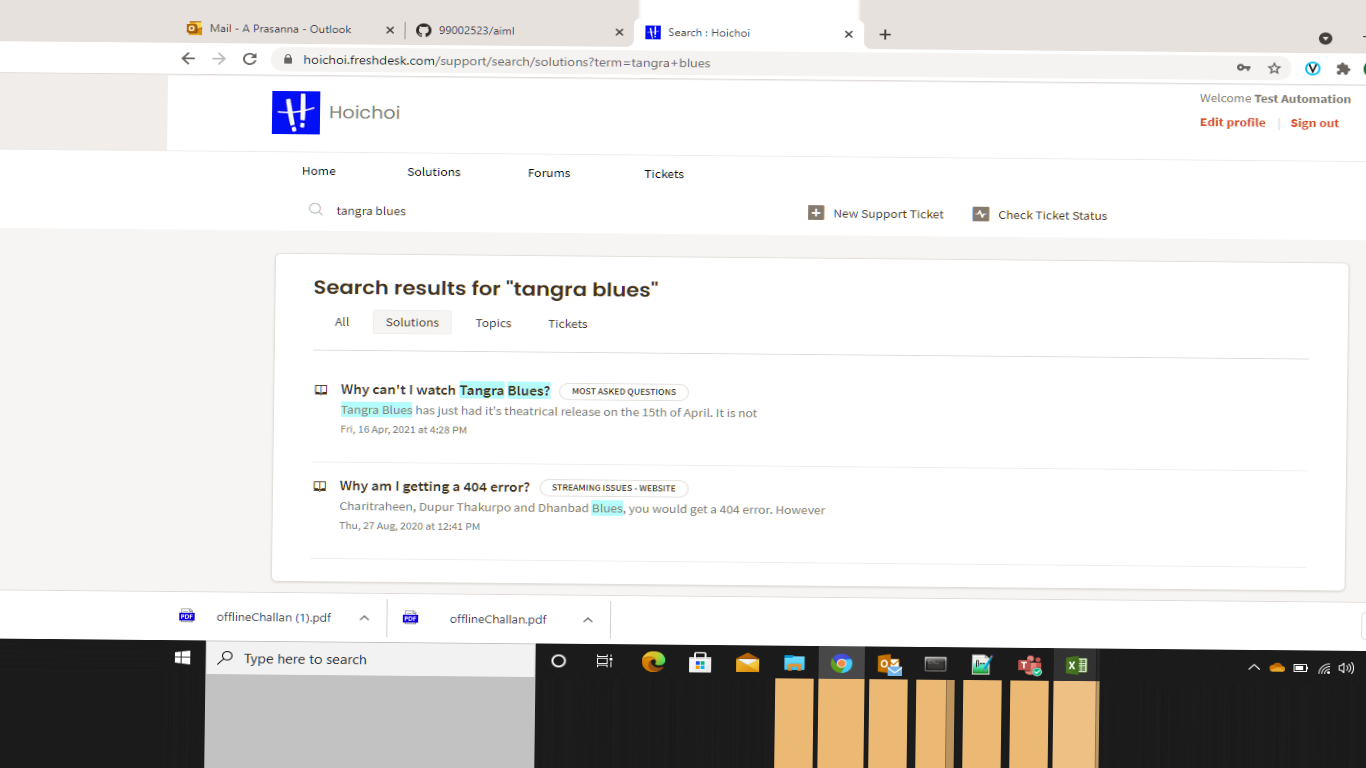 Mail - A Prasanna - Outlook
99002523/aiml
Search : Hoichoi
hoichoi.freshdesk.com/support/search/solutions?term=tangra+blues
Hoichoi
Welcome Test Automation
Edit profile
Sign out
Home
Solutions
Forums
Tickets
tangra blues
New Support Ticket
Check Ticket Status
Search results for "tangra blues"
All
Solutions
Topics
Tickets
Why can't I watch Tangra Blues? MOST ASKED QUESTIONS
Tangra Blues has just had it's theatrical release on the 15th of April. It is not
Fri, 16 Apr, 2021 at 4:28 PM
Why am I getting a 404 error? STREAMING ISSUES - WEBSITE
Charitraheen, Dupur Thakurpo and Dhanbad Blues, you would get a 404 error. However
Thu, 27 Aug, 2020 at 12:41 PM
PDF
offlineChallan (1).pdf
PDF
offlineChallan.pdf
Type here to search